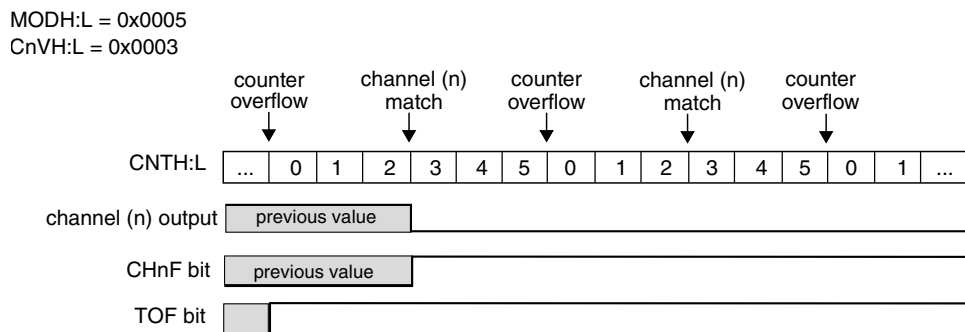 MODH:L = 0x0005
CnVH:L = 0x0003
counter overflow
channel (n) match
counter overflow
channel (n) match
counter overflow
CNTH:L ... 0 1 2 3 4 5 0 1 2 3 4 5 0 1 ...
channel (n) output previous value
CHnF bit previous value
TOF bit